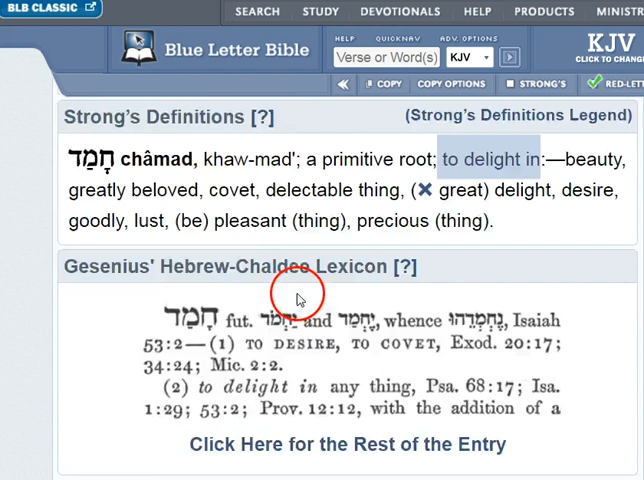 BLB CLASSIC
SEARCH STUDY DEVOTIONALS HELP PRODUCTS MINISTR
Blue Letter Bible
HELP QUICKNAV ADV. OPTIONS
Verse or Word(s) KJV
KJV
CLICK TO CHANG
COPY COPY OPTIONS STRONG'S RED-LET
Strong's Definitions [?] (Strong's Definitions Legend)
חָמַד châmad, khaw-mad'; a primitive root; to delight in:—beauty,
greatly beloved, covet, delectable thing, (× great) delight, desire,
goodly, lust, (be) pleasant (thing), precious (thing).
Gesenius' Hebrew-Chaldee Lexicon [?]
חָמַד fut. יַחְמֹד and יֶחְמַד, whence נֶחְמְדֵהוּ, Isaiah
53:2—(1) TO DESIRE, TO COVET, Exod. 20:17;
34:24; Mic. 2:2.
(2) to delight in any thing, Psa. 68:17; Isa.
1:29; 53:2; Prov. 12:12, with the addition of a
Click Here for the Rest of the Entry